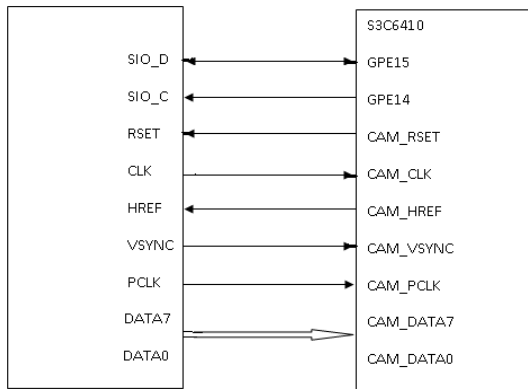 S3C6410
SIO_D GPE15
SIO_C GPE14
RSET CAM_RSET
CLK CAM_CLK
HREF CAM_HREF
VSYNC CAM_VSYNC
PCLK CAM_PCLK
DATA7 CAM_DATA7
DATA0 CAM_DATA0